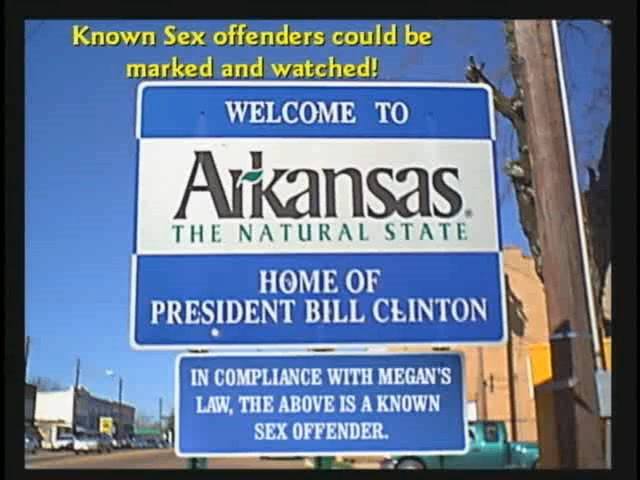 Known Sex offenders could be
marked and watched!
WELCOME TO
Arkansas®
THE NATURAL STATE
HOME OF
PRESIDENT BILL CLINTON
IN COMPLIANCE WITH MEGAN'S
LAW, THE ABOVE IS A KNOWN
SEX OFFENDER.